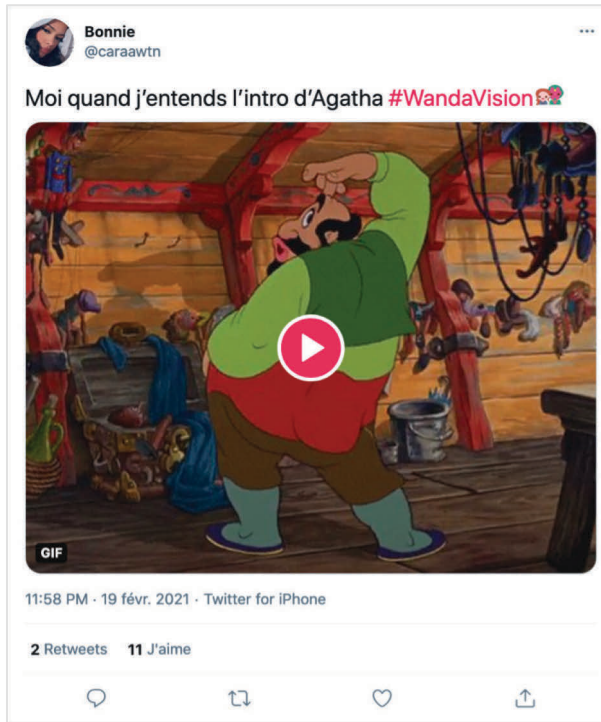 Bonnie
@caraawtn
Moi quand j’entends l’intro d’Agatha #WandaVision
GIF
11:58 PM · 19 févr. 2021 · Twitter for iPhone
2 Retweets 11 J'aime